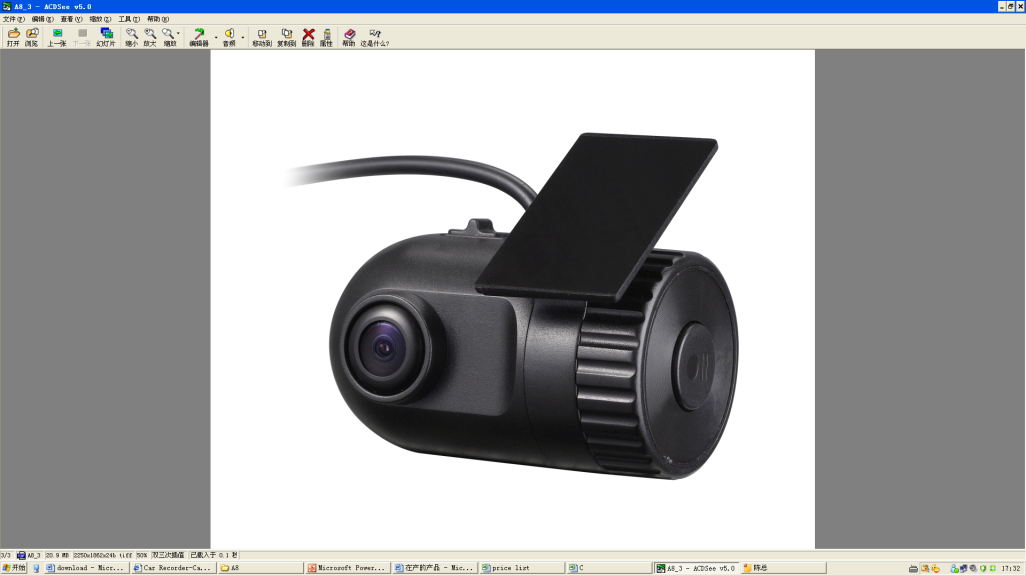 A8_3 - ACDSee v5.0
文件(F) 编辑(E) 查看(V) 缩放(Z) 工具(T) 帮助(H)
打开 浏览 上一张 下一张 幻灯片 缩小 放大 缩放 编辑器 音频 移动到 复制到 删除 属性 帮助 这是什么?
3/3 A8_3 20.9 MB 2250x1862x24b tiff 50% 双三次插值 已载入于 0.1 秒
开始 download - Micr... Car Recorder-Ca... A8 Microsoft Power... 在产的产品 - Mic... price list C A8_3 - ACDSee v5.0 陈总 17:32